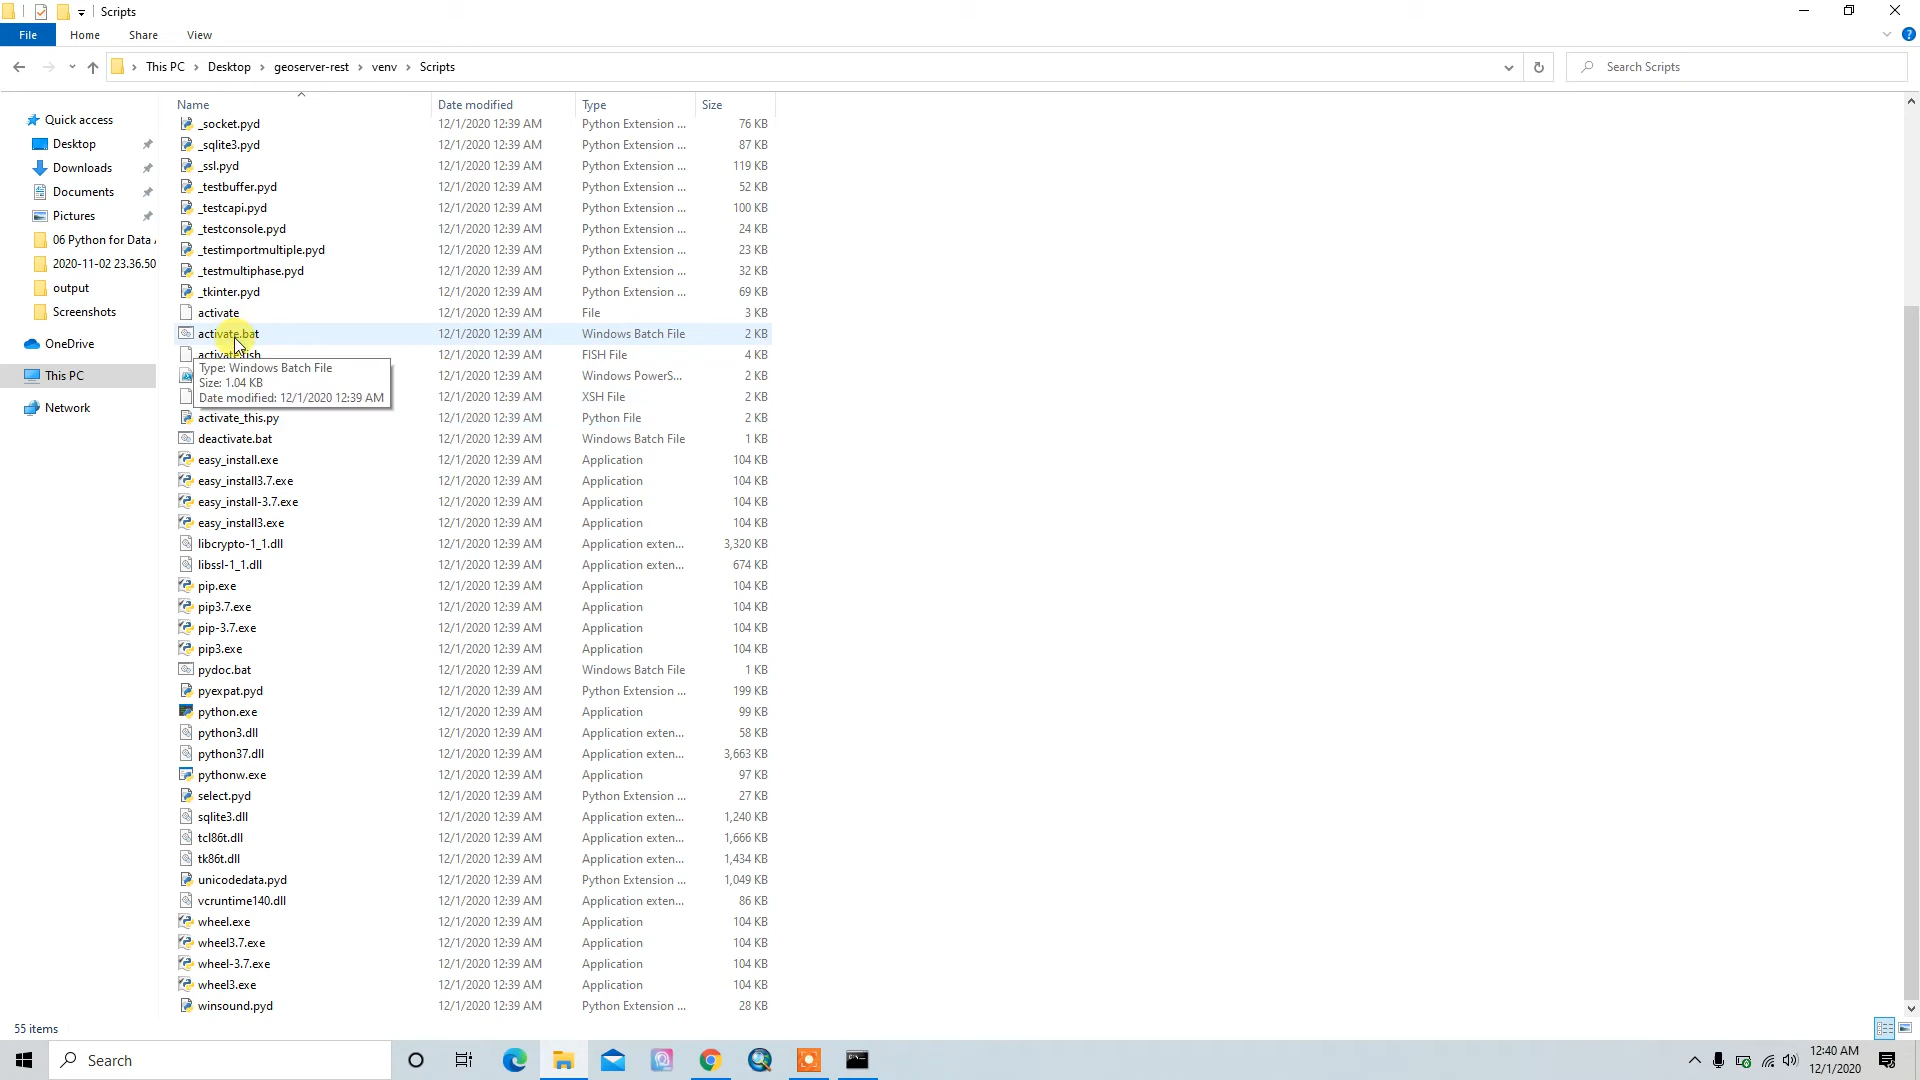 Scripts
File Home Share View
This PC Desktop geoserver-rest venv Scripts
Search Scripts
Name Date modified Type Size
Quick access
Desktop
Downloads
Documents
Pictures
06 Python for Data
2020-11-02 23.36.50
output
Screenshots
OneDrive
This PC
Network
_socket.pyd 12/1/2020 12:39 AM Python Extension ... 76 KB
_sqlite3.pyd 12/1/2020 12:39 AM Python Extension ... 87 KB
_ssl.pyd 12/1/2020 12:39 AM Python Extension ... 119 KB
_testbuffer.pyd 12/1/2020 12:39 AM Python Extension ... 52 KB
_testcapi.pyd 12/1/2020 12:39 AM Python Extension ... 100 KB
_testconsole.pyd 12/1/2020 12:39 AM Python Extension ... 24 KB
_testimportmultiple.pyd 12/1/2020 12:39 AM Python Extension ... 23 KB
_testmultiphase.pyd 12/1/2020 12:39 AM Python Extension ... 32 KB
_tkinter.pyd 12/1/2020 12:39 AM Python Extension ... 69 KB
activate 12/1/2020 12:39 AM File 3 KB
activate.bat 12/1/2020 12:39 AM Windows Batch File 2 KB
activate.fish 12/1/2020 12:39 AM FISH File 4 KB
Type: Windows Batch File
Size: 1.04 KB
Date modified: 12/1/2020 12:39 AM
12/1/2020 12:39 AM Windows PowerS... 2 KB
12/1/2020 12:39 AM XSH File 2 KB
activate_this.py 12/1/2020 12:39 AM Python File 2 KB
deactivate.bat 12/1/2020 12:39 AM Windows Batch File 1 KB
easy_install.exe 12/1/2020 12:39 AM Application 104 KB
easy_install3.7.exe 12/1/2020 12:39 AM Application 104 KB
easy_install-3.7.exe 12/1/2020 12:39 AM Application 104 KB
easy_install3.exe 12/1/2020 12:39 AM Application 104 KB
libcrypto-1_1.dll 12/1/2020 12:39 AM Application exten... 3,320 KB
libssl-1_1.dll 12/1/2020 12:39 AM Application exten... 674 KB
pip.exe 12/1/2020 12:39 AM Application 104 KB
pip3.7.exe 12/1/2020 12:39 AM Application 104 KB
pip-3.7.exe 12/1/2020 12:39 AM Application 104 KB
pip3.exe 12/1/2020 12:39 AM Application 104 KB
pydoc.bat 12/1/2020 12:39 AM Windows Batch File 1 KB
pyexpat.pyd 12/1/2020 12:39 AM Python Extension ... 199 KB
python.exe 12/1/2020 12:39 AM Application 99 KB
python3.dll 12/1/2020 12:39 AM Application exten... 58 KB
python37.dll 12/1/2020 12:39 AM Application exten... 3,663 KB
pythonw.exe 12/1/2020 12:39 AM Application 97 KB
select.pyd 12/1/2020 12:39 AM Python Extension ... 27 KB
sqlite3.dll 12/1/2020 12:39 AM Application exten... 1,240 KB
tcl86t.dll 12/1/2020 12:39 AM Application exten... 1,666 KB
tk86t.dll 12/1/2020 12:39 AM Application exten... 1,434 KB
unicodedata.pyd 12/1/2020 12:39 AM Python Extension ... 1,049 KB
vcruntime140.dll 12/1/2020 12:39 AM Application exten... 86 KB
wheel.exe 12/1/2020 12:39 AM Application 104 KB
wheel3.7.exe 12/1/2020 12:39 AM Application 104 KB
wheel-3.7.exe 12/1/2020 12:39 AM Application 104 KB
wheel3.exe 12/1/2020 12:39 AM Application 104 KB
winsound.pyd 12/1/2020 12:39 AM Python Extension ... 28 KB
55 items
Search
12:40 AM
12/1/2020